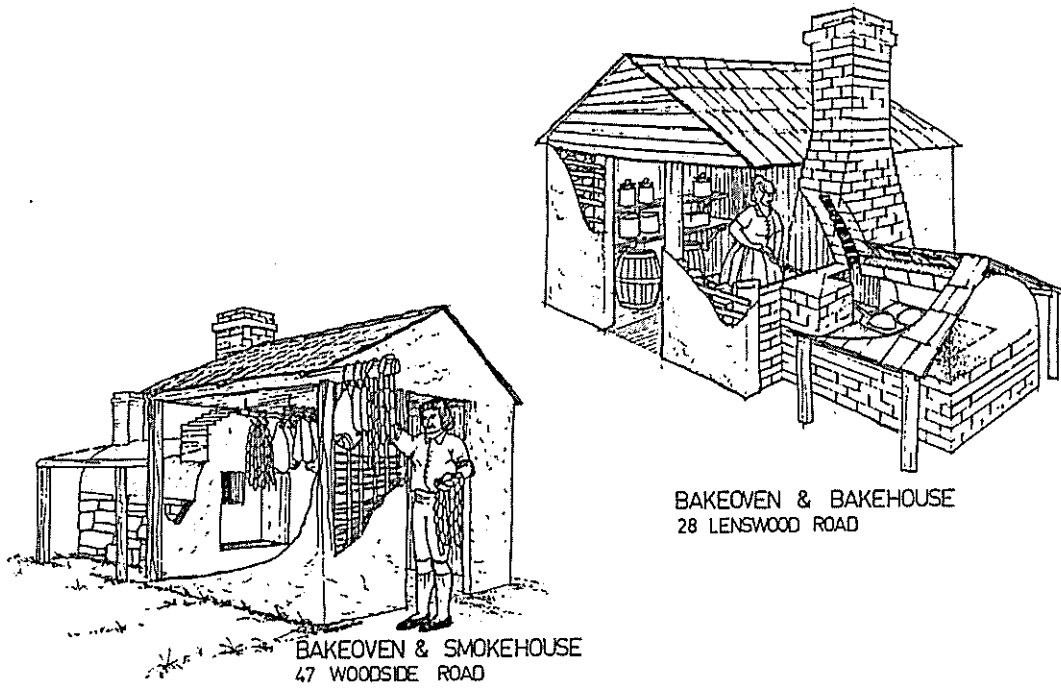 BAKEOVEN & BAKEHOUSE
28 LENSWOOD ROAD
BAKEOVEN & SMOKEHOUSE
47 WOODSIDE ROAD